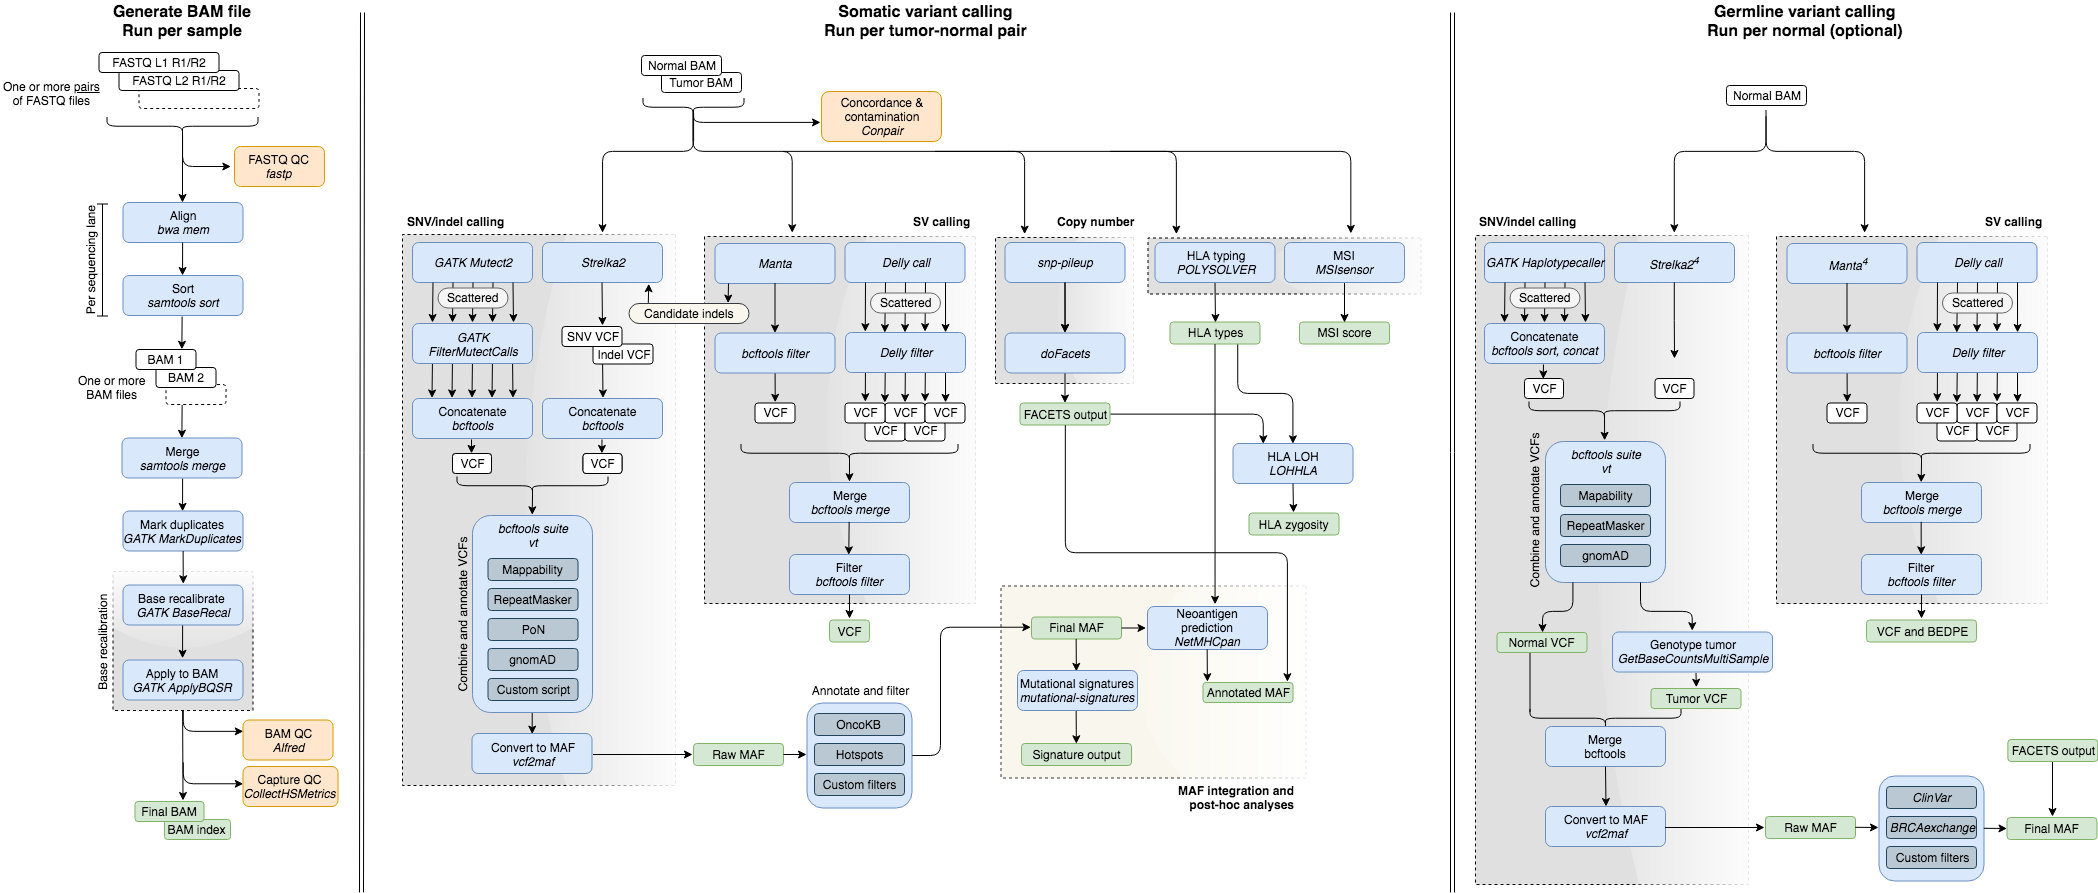 Generate BAM file
Run per sample
FASTQ L1 R1/R2
FASTQ L2 R1/R2
One or more pairs
of FASTQ files
FASTQ QC
fastp
Per sequencing lane
Align
bwa mem
Sort
samtools sort
BAM 1
BAM 2
One or more
BAM files
Merge
samtools merge
Mark duplicates
GATK MarkDuplicates
Base recalibration
Base recalibrate
GATK BaseRecal
Apply to BAM
GATK ApplyBQSR
BAM QC
Alfred
Capture QC
CollectHSMetrics
Final BAM
BAM index
Somatic variant calling
Run per tumor-normal pair
Normal BAM
Tumor BAM
Concordance &
contamination
Conpair
SNV/indel calling
GATK Mutect2
Scattered
GATK
FilterMutectCalls
Concatenate
bcftools
VCF
Strelka2
Candidate indels
SNV VCF
Indel VCF
Concatenate
bcftools
VCF
Combine and annotate VCFs
bcftools suite
vt
Mappability
RepeatMasker
PoN
gnomAD
Custom script
Convert to MAF
vcf2maf
SV calling
Manta
bcftools filter
VCF
Delly call
Scattered
Delly filter
VCF
VCF
VCF
VCF
VCF
Merge
bcftools merge
Filter
bcftools filter
VCF
Copy number
snp-pileup
doFacets
FACETS output
HLA typing
POLYSOLVER
MSI
MSIsensor
HLA types
MSI score
HLA LOH
LOHHLA
HLA zygosity
Raw MAF
Annotate and filter
OncoKB
Hotspots
Custom filters
Final MAF
Neoantigen
prediction
NetMHCpan
Mutational signatures
mutational-signatures
Annotated MAF
Signature output
MAF integration and
post-hoc analyses
Germline variant calling
Run per normal (optional)
Normal BAM
SNV/indel calling
GATK Haplotypecaller
Scattered
Concatenate
bcftools sort, concat
VCF
Strelka2⁴
VCF
Combine and annotate VCFs
bcftools suite
vt
Mapability
RepeatMasker
gnomAD
Normal VCF
Genotype tumor
GetBaseCountsMultiSample
Tumor VCF
Merge
bcftools
Convert to MAF
vcf2maf
SV calling
Manta⁴
bcftools filter
VCF
Delly call
Scattered
Delly filter
VCF
VCF
VCF
VCF
VCF
Merge
bcftools merge
Filter
bcftools filter
VCF and BEDPE
Raw MAF
ClinVar
BRCAexchange
Custom filters
FACETS output
Final MAF